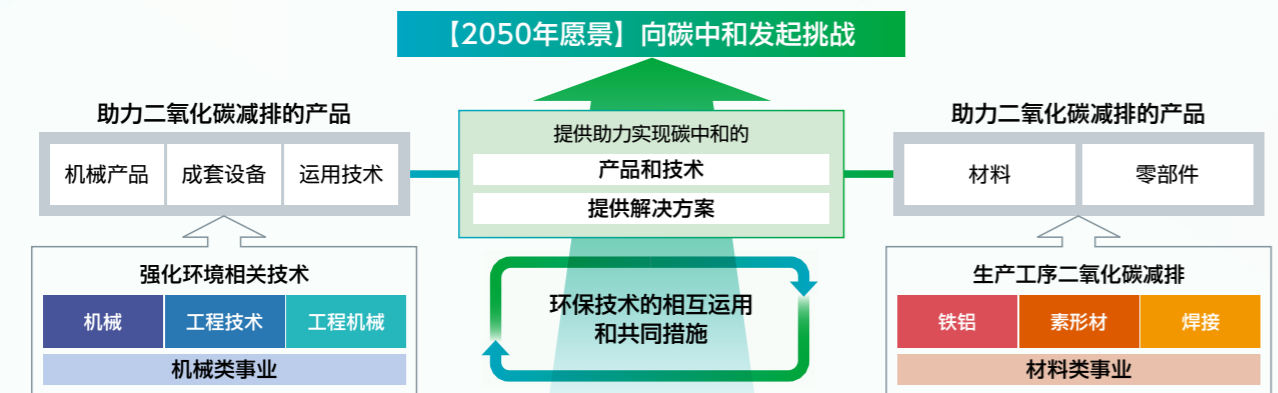 【2050年愿景】向碳中和发起挑战
助力二氧化碳减排的产品
机械产品
成套设备
运用技术
强化环境相关技术
机械
工程技术
工程机械
机械类事业
提供助力实现碳中和的
产品和技术
提供解决方案
环保技术的相互运用
和共同措施
助力二氧化碳减排的产品
材料
零部件
生产工序二氧化碳减排
铁铝
素形材
焊接
材料类事业